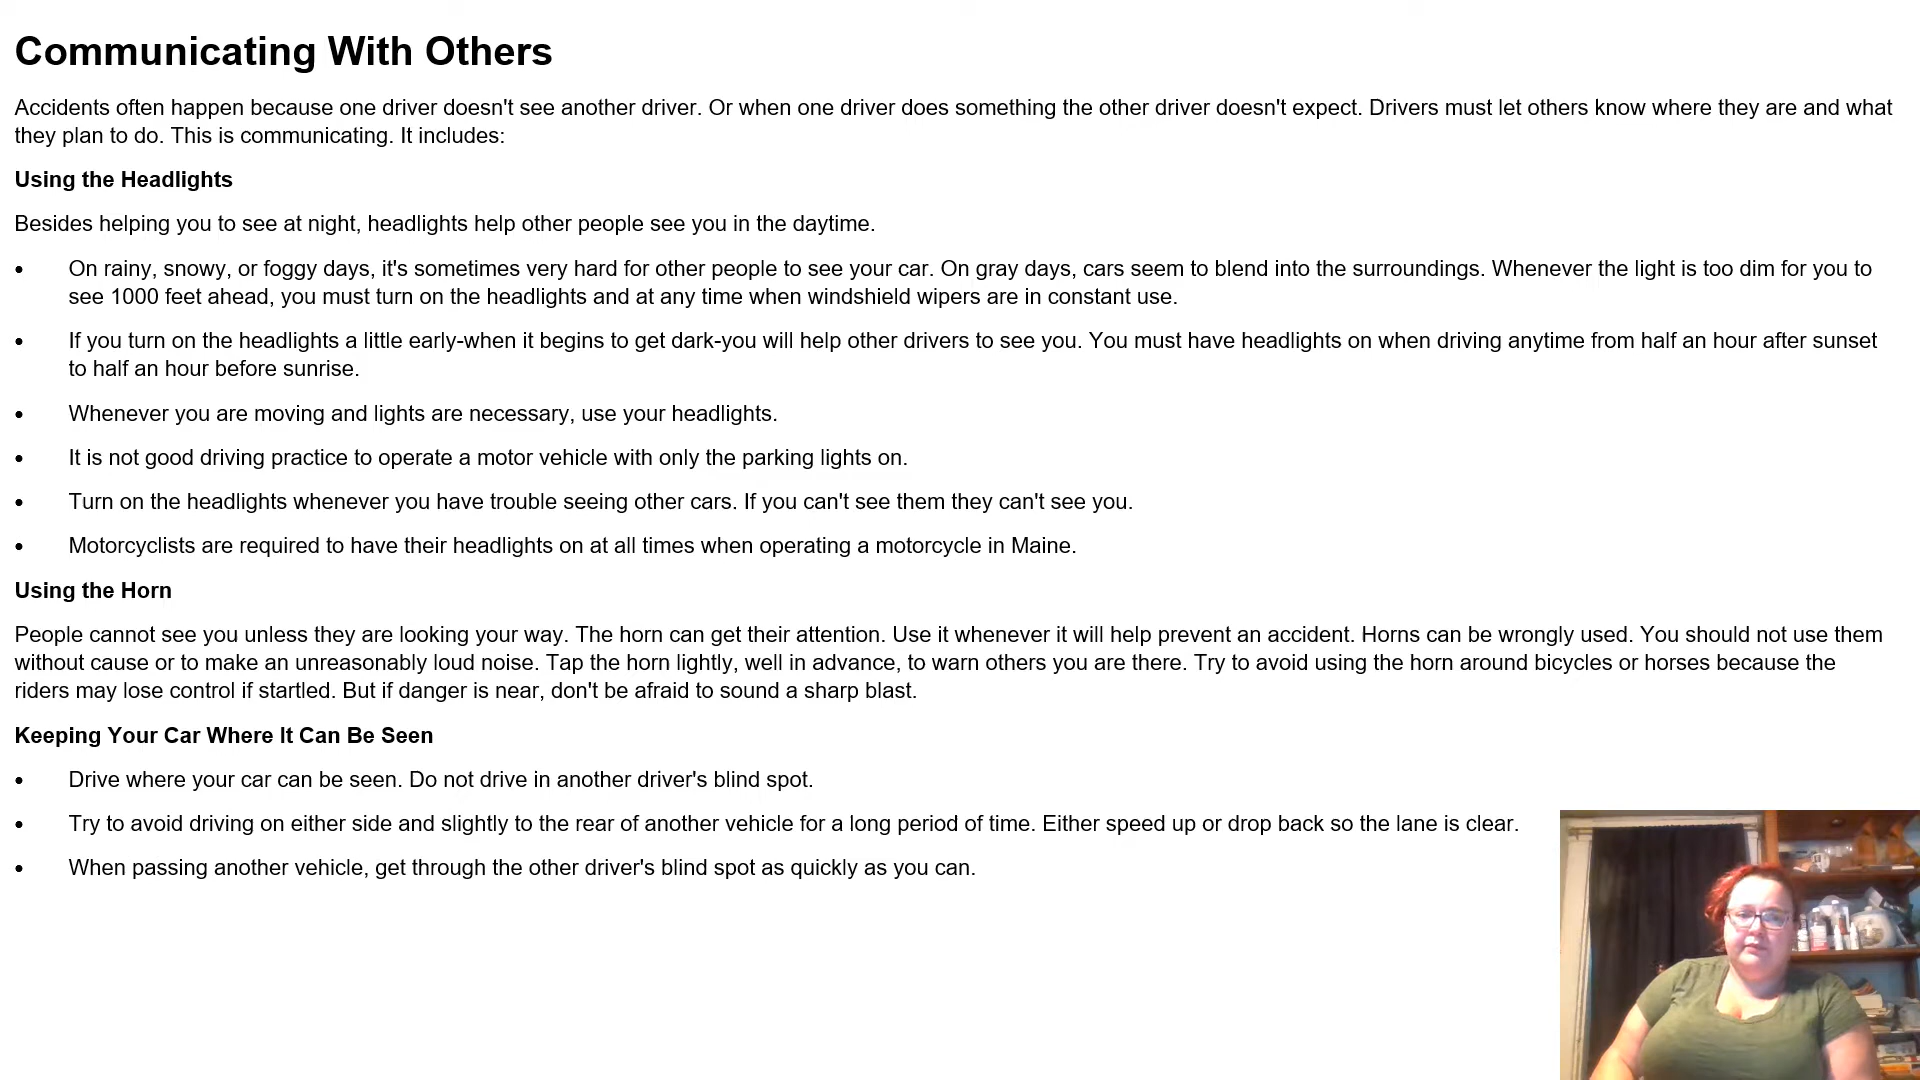 Communicating With Others
Accidents often happen because one driver doesn't see another driver. Or when one driver does something the other driver doesn't expect. Drivers must let others know where they are and what
they plan to do. This is communicating. It includes:
Using the Headlights
Besides helping you to see at night, headlights help other people see you in the daytime.
• On rainy, snowy, or foggy days, it's sometimes very hard for other people to see your car. On gray days, cars seem to blend into the surroundings. Whenever the light is too dim for you to
see 1000 feet ahead, you must turn on the headlights and at any time when windshield wipers are in constant use.
• If you turn on the headlights a little early-when it begins to get dark-you will help other drivers to see you. You must have headlights on when driving anytime from half an hour after sunset
to half an hour before sunrise.
• Whenever you are moving and lights are necessary, use your headlights.
• It is not good driving practice to operate a motor vehicle with only the parking lights on.
• Turn on the headlights whenever you have trouble seeing other cars. If you can't see them they can't see you.
• Motorcyclists are required to have their headlights on at all times when operating a motorcycle in Maine.
Using the Horn
People cannot see you unless they are looking your way. The horn can get their attention. Use it whenever it will help prevent an accident. Horns can be wrongly used. You should not use them
without cause or to make an unreasonably loud noise. Tap the horn lightly, well in advance, to warn others you are there. Try to avoid using the horn around bicycles or horses because the
riders may lose control if startled. But if danger is near, don't be afraid to sound a sharp blast.
Keeping Your Car Where It Can Be Seen
• Drive where your car can be seen. Do not drive in another driver's blind spot.
• Try to avoid driving on either side and slightly to the rear of another vehicle for a long period of time. Either speed up or drop back so the lane is clear.
• When passing another vehicle, get through the other driver's blind spot as quickly as you can.